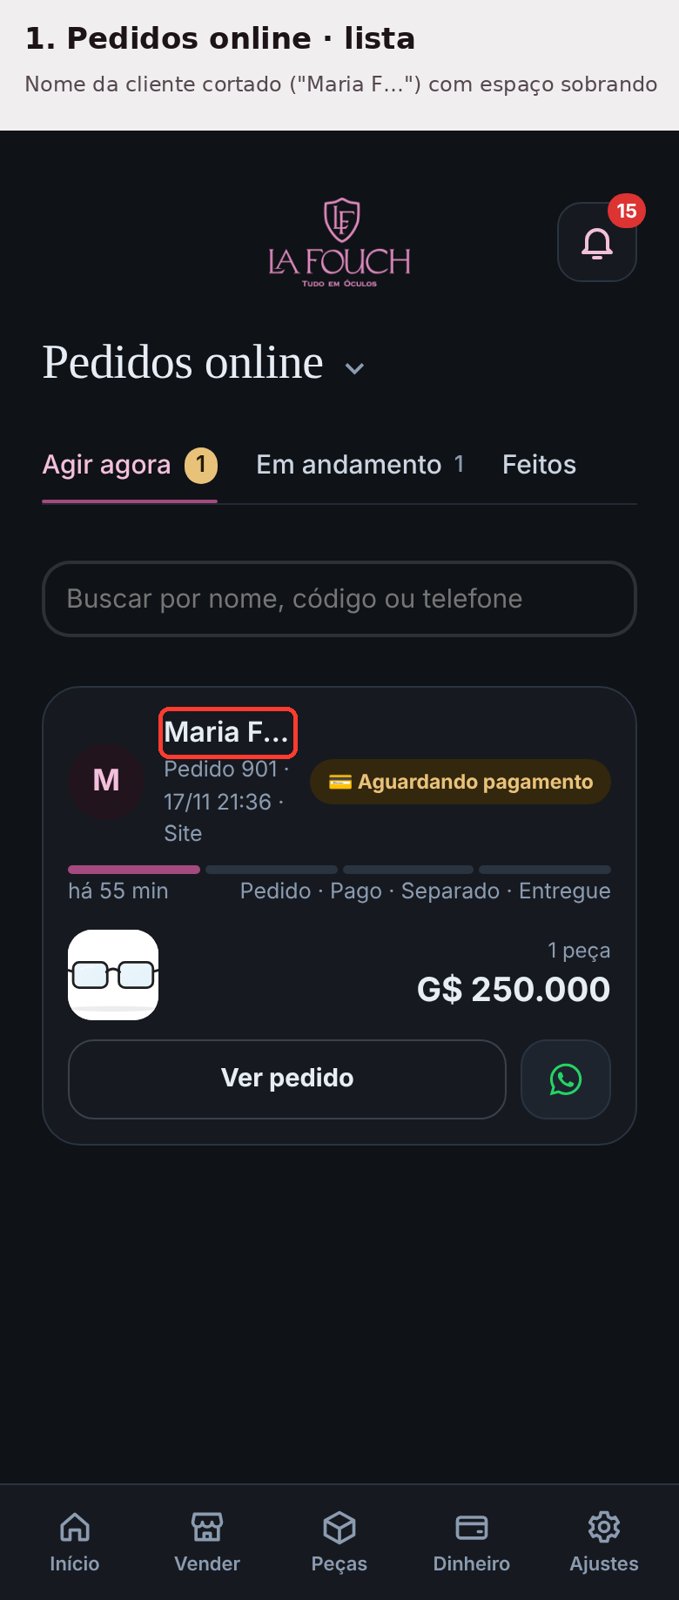 1. Pedidos online · lista
Nome da cliente cortado ("Maria F...") com espaço sobrando
LF
LA FOUCH
TUDO EM ÓCULOS
15
Pedidos online
Agir agora 1 Em andamento 1 Feitos
Buscar por nome, código ou telefone
Maria F...
M
Pedido 901 ·
17/11 21:36 ·
Site
💳 Aguardando pagamento
há 55 min Pedido · Pago · Separado · Entregue
1 peça
G$ 250.000
Ver pedido
Início Vender Peças Dinheiro Ajustes